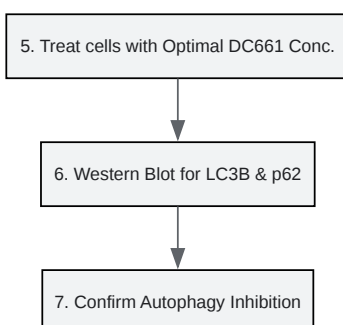 5. Treat cells with Optimal DC661 Conc.
6. Western Blot for LC3B & p62
7. Confirm Autophagy Inhibition